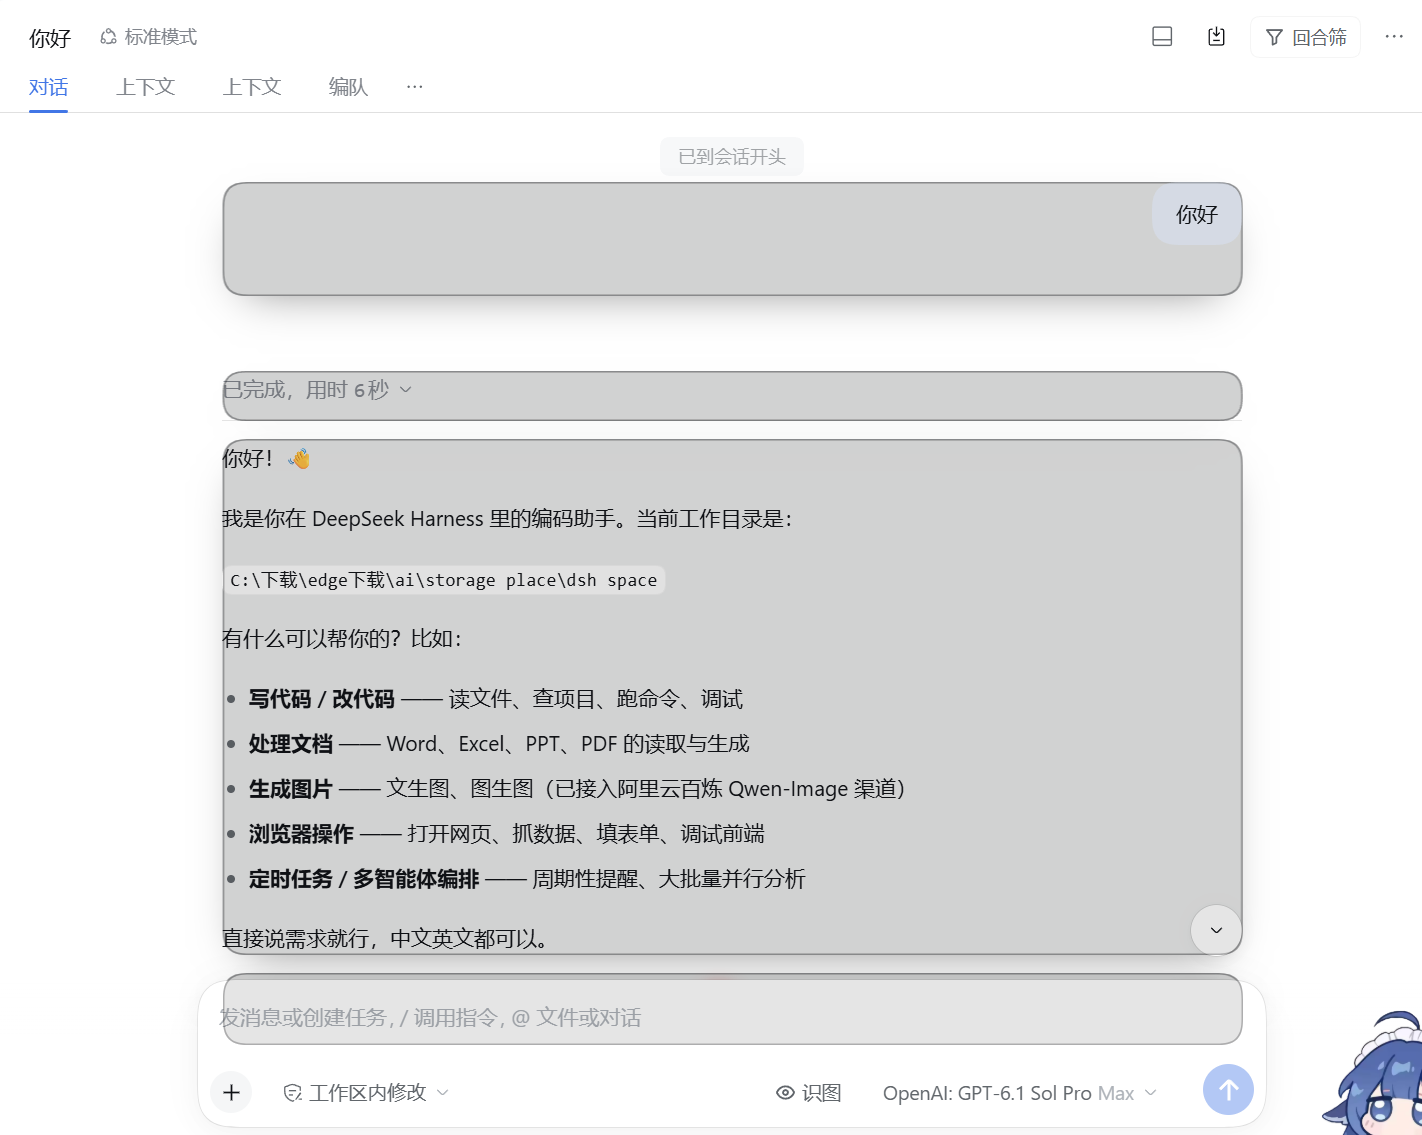 你好 标准模式 回合筛 ···
对话 上下文 上下文 编队 ···
已到会话开头
你好
已完成，用时 6秒
你好！👋
我是你在 DeepSeek Harness 里的编码助手。当前工作目录是：
C:\下载\edge下载\ai\storage place\dsh space
有什么可以帮你的？比如：
• 写代码 / 改代码 —— 读文件、查项目、跑命令、调试
• 处理文档 —— Word、Excel、PPT、PDF 的读取与生成
• 生成图片 —— 文生图、图生图（已接入阿里云百炼 Qwen-Image 渠道）
• 浏览器操作 —— 打开网页、抓数据、填表单、调试前端
• 定时任务 / 多智能体编排 —— 周期性提醒、大批量并行分析
直接说需求就行，中文英文都可以。
发消息或创建任务, / 调用指令, @ 文件或对话
工作区内修改 识图 OpenAI: GPT-6.1 Sol Pro Max